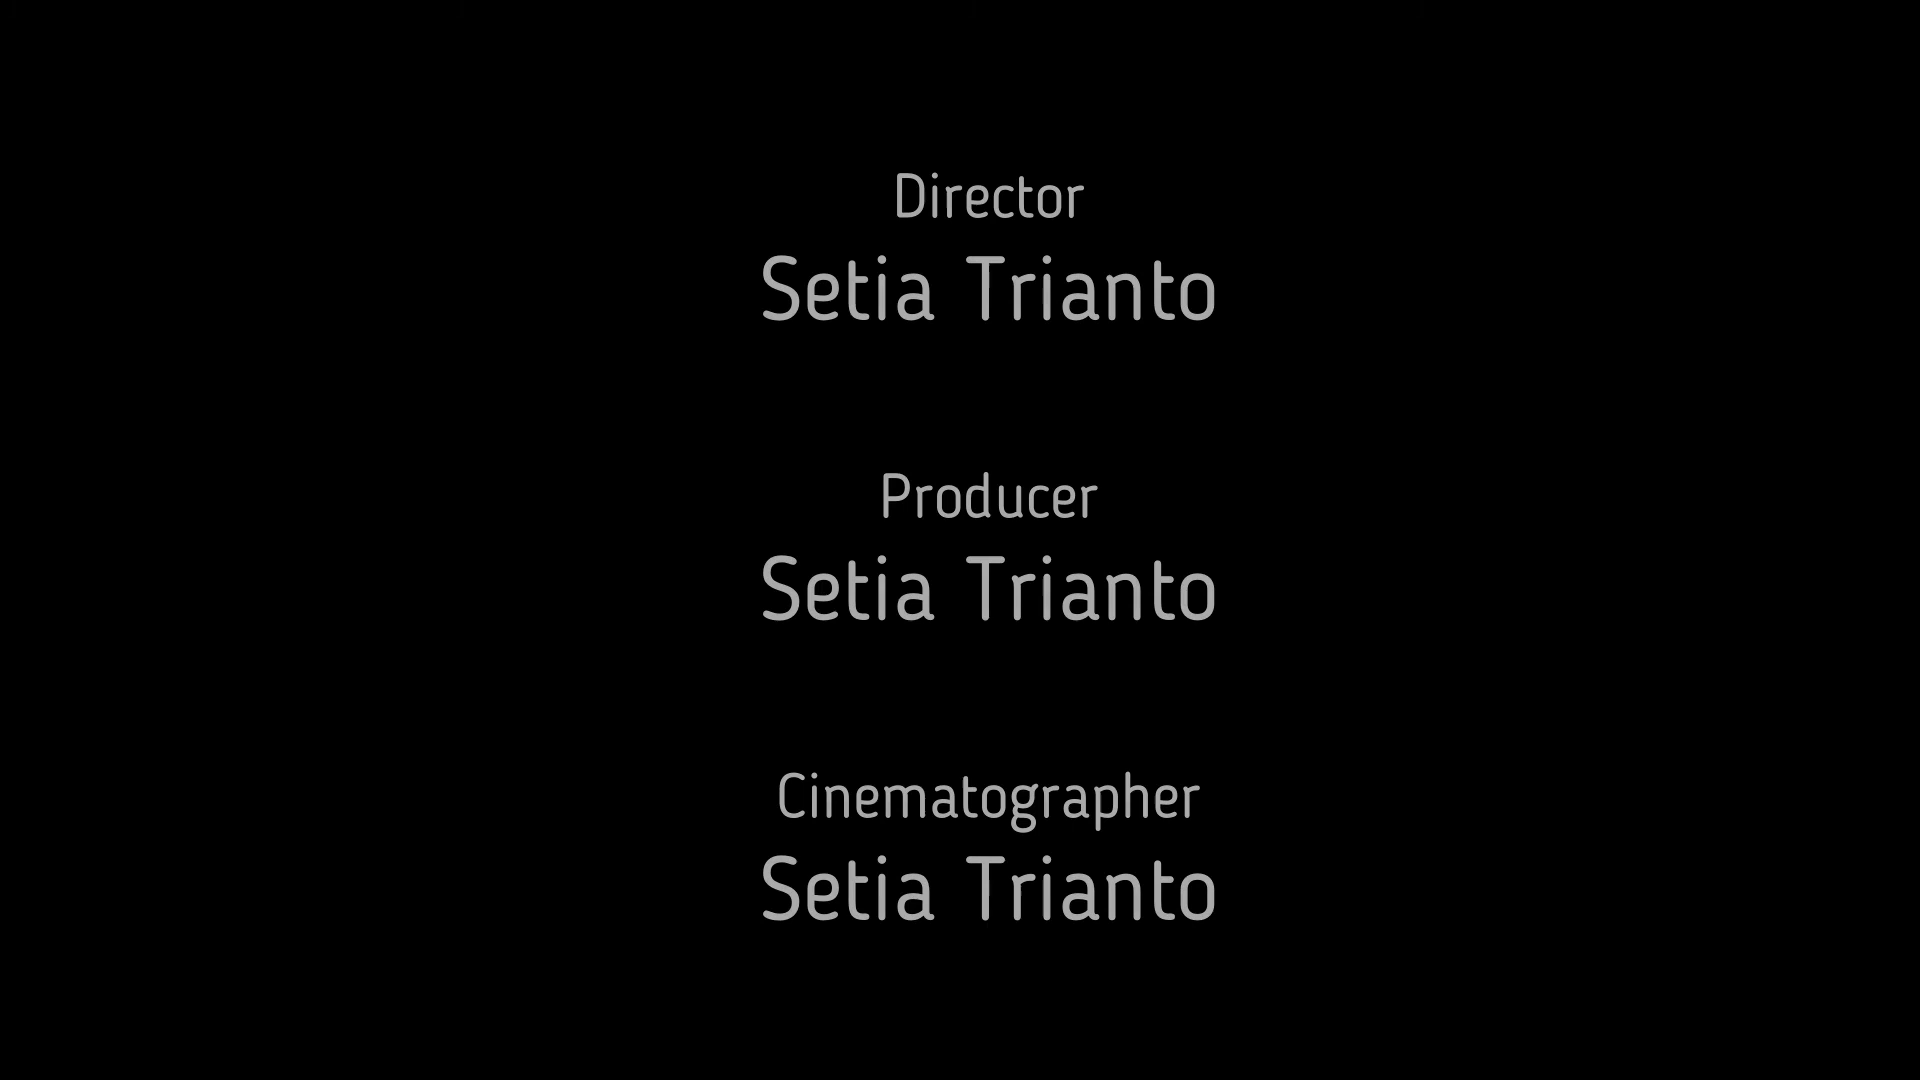 Director
Setia Trianto
Producer
Setia Trianto
Cinematographer
Setia Trianto